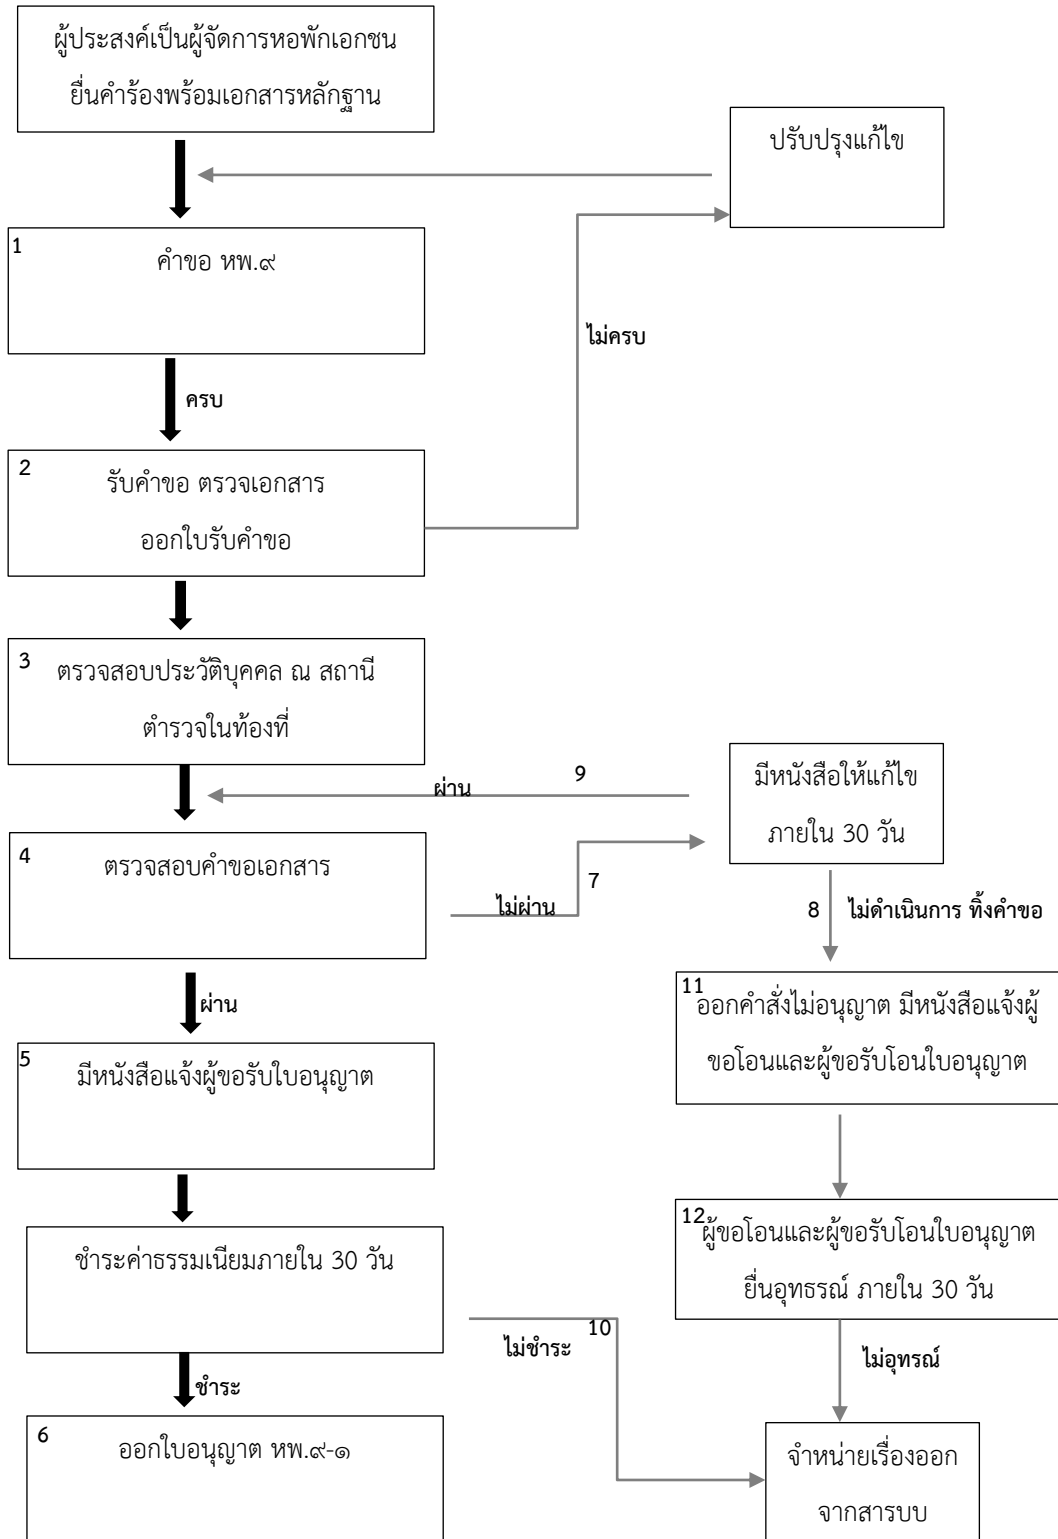 ผู้ประสงค์เป็นผู้จัดการหอพักเอกชน
ยื่นคำร้องพร้อมเอกสารหลักฐาน
ปรับปรุงแก้ไข
1
คำขอ หพ.๙
ไม่ครบ
ครบ
2
รับคำขอ ตรวจเอกสาร
ออกใบรับคำขอ
3
ตรวจสอบประวัติบุคคล ณ สถานี
ตำรวจในท้องที่
9
ผ่าน
มีหนังสือให้แก้ไข
ภายใน 30 วัน
4
ตรวจสอบคำขอเอกสาร
7
ไม่ผ่าน
8 ไม่ดำเนินการ ทิ้งคำขอ
ผ่าน
11
ออกคำสั่งไม่อนุญาต มีหนังสือแจ้งผู้
ขอโอนและผู้ขอรับโอนใบอนุญาต
5
มีหนังสือแจ้งผู้ขอรับใบอนุญาต
12
ผู้ขอโอนและผู้ขอรับโอนใบอนุญาต
ยื่นอุทธรณ์ ภายใน 30 วัน
ชำระค่าธรรมเนียมภายใน 30 วัน
10
ไม่ชำระ
ไม่อุทรณ์
ชำระ
6
ออกใบอนุญาต หพ.๙-๑
จำหน่ายเรื่องออก
จากสารบบ